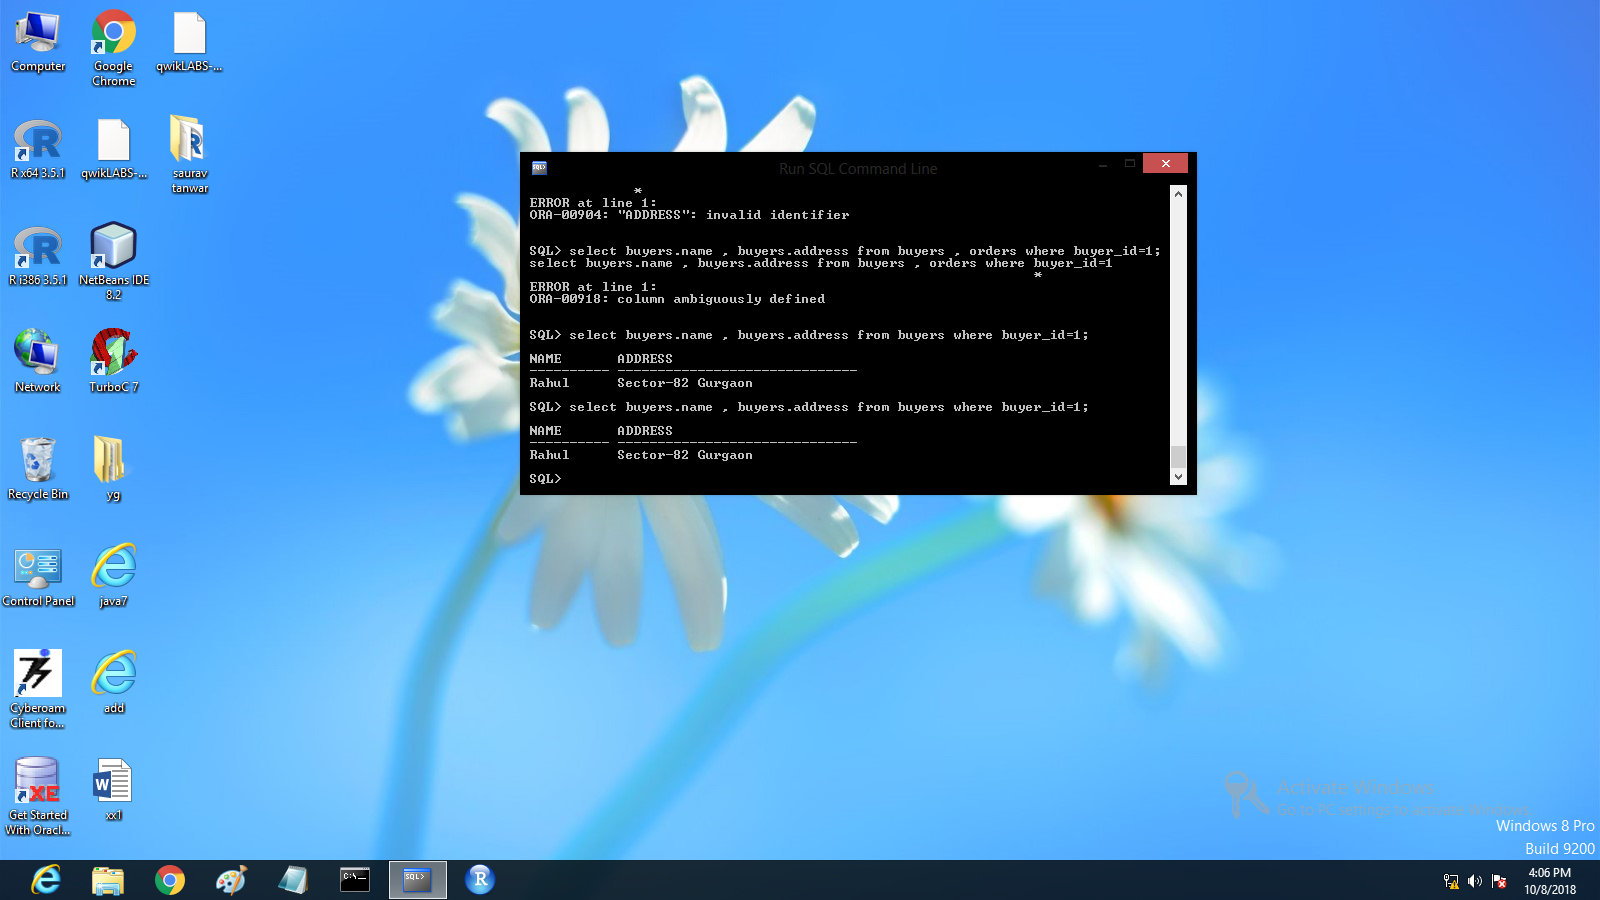 Computer
Google
Chrome
qwikLABS-...
R x64 3.5.1
qwikLABS-...
saurav
tanwar
R i386 3.5.1
NetBeans IDE
8.2
Network
TurboC 7
Recycle Bin
yg
Control Panel
java7
Cyberoam
Client fo...
add
XE
Get Started
With Oracl...
W
xx1
SQL>
Run SQL Command Line
*
ERROR at line 1:
ORA-00904: "ADDRESS": invalid identifier
SQL> select buyers.name , buyers.address from buyers , orders where buyer_id=1;
select buyers.name , buyers.address from buyers , orders where buyer_id=1
*
ERROR at line 1:
ORA-00918: column ambiguously defined
SQL> select buyers.name , buyers.address from buyers where buyer_id=1;
NAME ADDRESS
---------- ------------------------------
Rahul Sector-82 Gurgaon
SQL> select buyers.name , buyers.address from buyers where buyer_id=1;
NAME ADDRESS
---------- ------------------------------
Rahul Sector-82 Gurgaon
SQL>
Activate Windows
Go to PC settings to activate Windows.
Windows 8 Pro
Build 9200
C:\-
SQL>
R
4:06 PM
10/8/2018